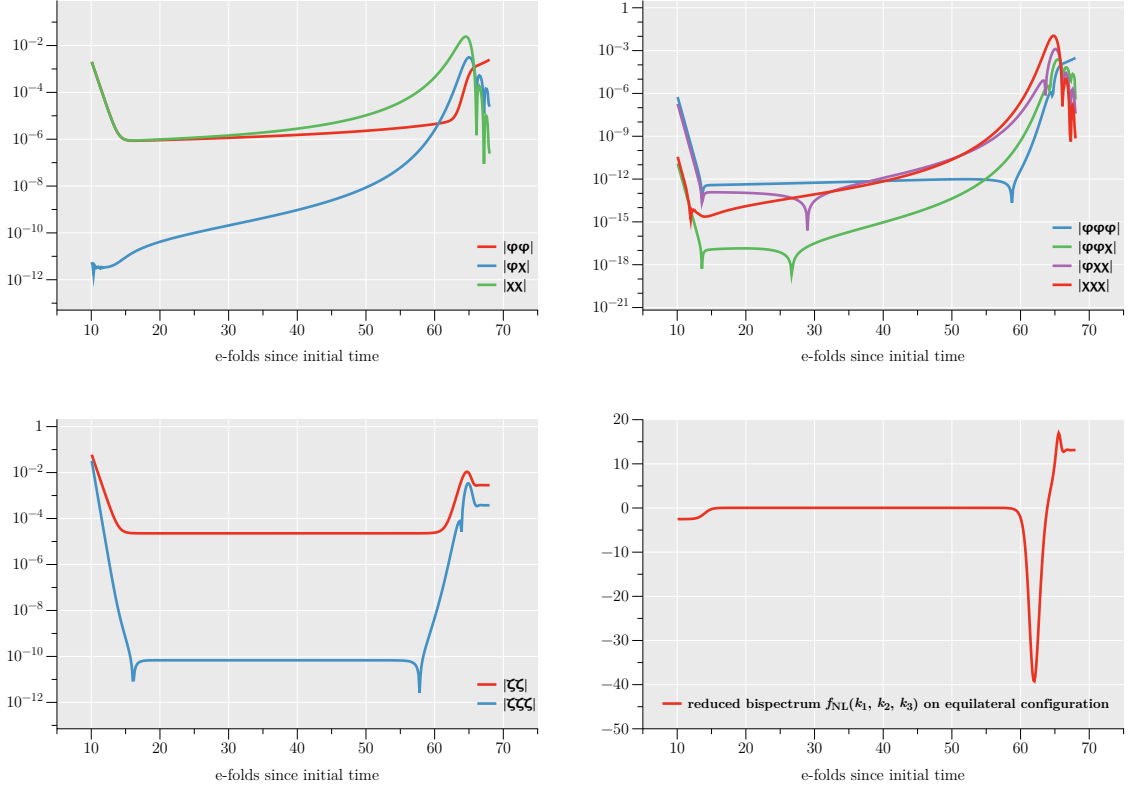 10⁻²
10⁻⁴
10⁻⁶
10⁻⁸
10⁻¹⁰
10⁻¹²
|φφ|
|φχ|
|χχ|
10 20 30 40 50 60 70
e-folds since initial time
1
10⁻³
10⁻⁶
10⁻⁹
10⁻¹²
10⁻¹⁵
10⁻¹⁸
10⁻²¹
|φφφ|
|φφχ|
|φχχ|
|χχχ|
10 20 30 40 50 60 70
e-folds since initial time
1
10⁻²
10⁻⁴
10⁻⁶
10⁻⁸
10⁻¹⁰
10⁻¹²
|ζζ|
|ζζζ|
10 20 30 40 50 60 70
e-folds since initial time
20
10
0
−10
−20
−30
−40
−50
reduced bispectrum f_NL(k₁, k₂, k₃) on equilateral configuration
10 20 30 40 50 60 70
e-folds since initial time